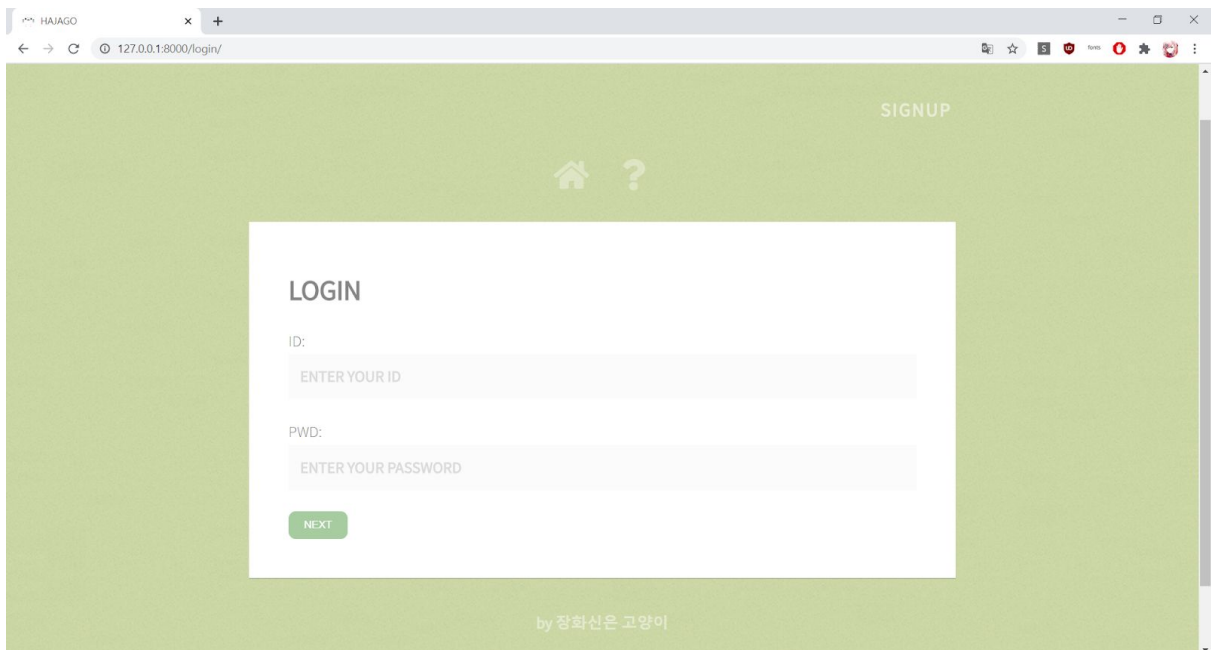 HAJAGO
127.0.0.1:8000/login/
SIGNUP
LOGIN
ID:
ENTER YOUR ID
PWD:
ENTER YOUR PASSWORD
NEXT
by 장화신은 고양이